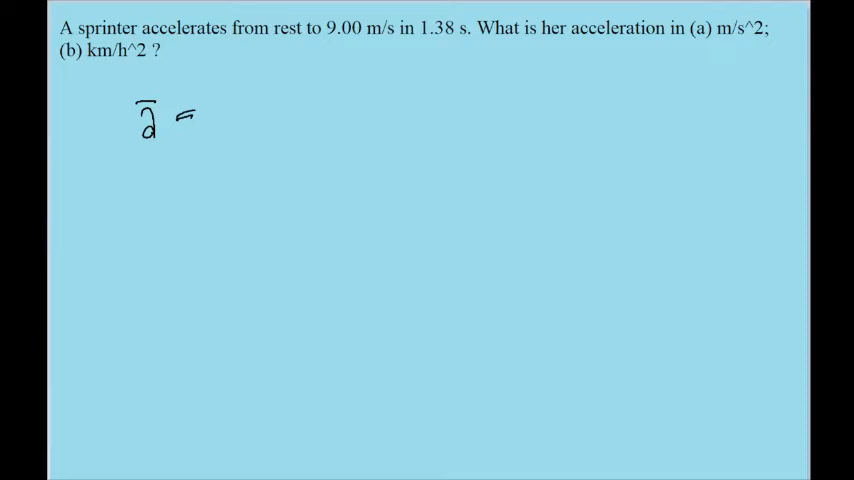 A sprinter accelerates from rest to 9.00 m/s in 1.38 s. What is her acceleration in (a) m/s^2;
(b) km/h^2 ?
a̅ =